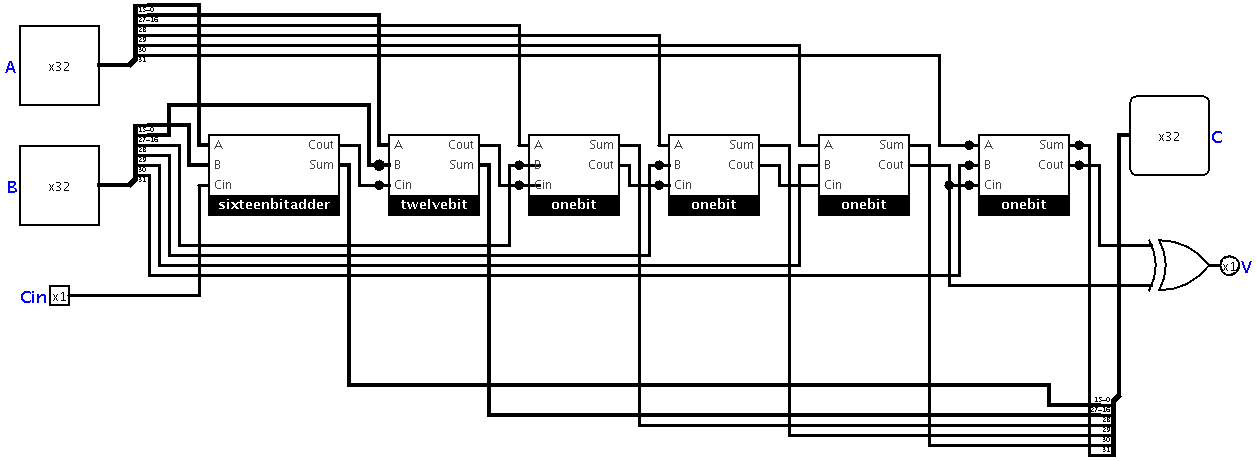 15-0
27-16
28
29
30
31
A
x32
15-0
27-16
28
29
30
31
B
x32
Cin
x1
A
B
Cin
Cout
Sum
sixteenbitadder
A
B
Cin
Cout
Sum
twelvebit
A
B
Cin
Sum
Cout
onebit
A
B
Cin
Sum
Cout
onebit
A
B
Cin
Sum
Cout
onebit
A
B
Cin
Sum
Cout
onebit
x32
C
x1
V
15-0
27-16
28
29
30
31